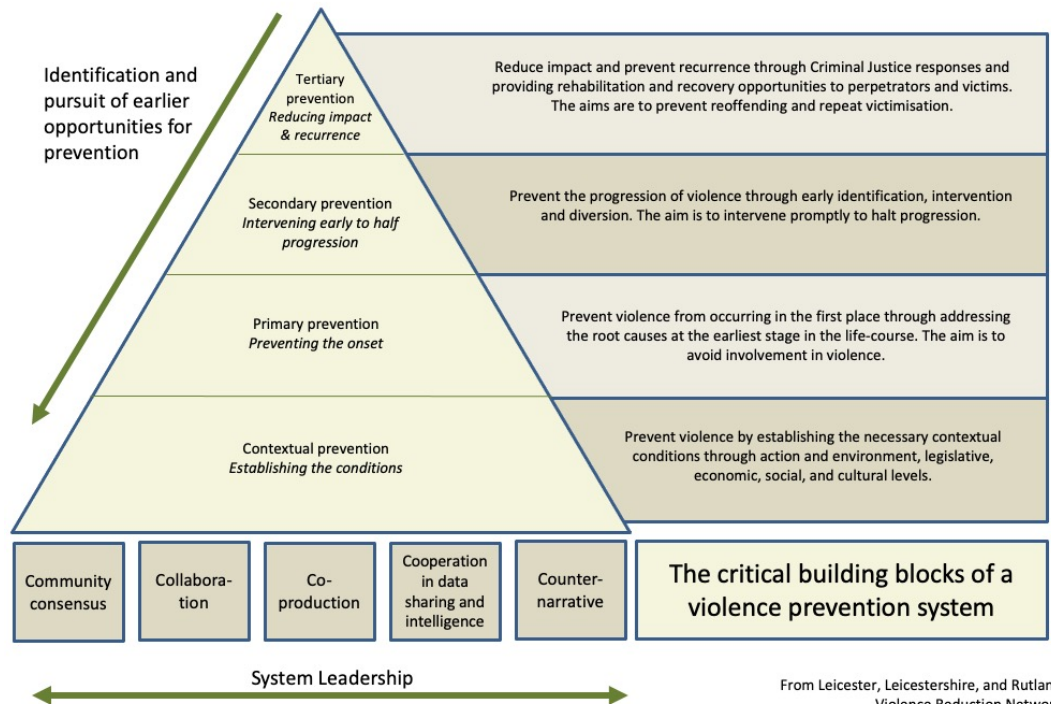 Identification and
pursuit of earlier
opportunities for
prevention
Tertiary
prevention
Reducing impact
& recurrence
Reduce impact and prevent recurrence through Criminal Justice responses and
providing rehabilitation and recovery opportunities to perpetrators and victims.
The aims are to prevent reoffending and repeat victimisation.
Secondary prevention
Intervening early to half
progression
Prevent the progression of violence through early identification, intervention
and diversion. The aim is to intervene promptly to halt progression.
Primary prevention
Preventing the onset
Prevent violence from occurring in the first place through addressing
the root causes at the earliest stage in the life-course. The aim is to
avoid involvement in violence.
Contextual prevention
Establishing the conditions
Prevent violence by establishing the necessary contextual
conditions through action and environment, legislative,
economic, social, and cultural levels.
Community
consensus
Collabora-
tion
Co-
production
Cooperation
in data
sharing and
intelligence
Counter-
narrative
The critical building blocks of a
violence prevention system
System Leadership
From Leicester, Leicestershire, and Rutlan
Violence Reduction Networ